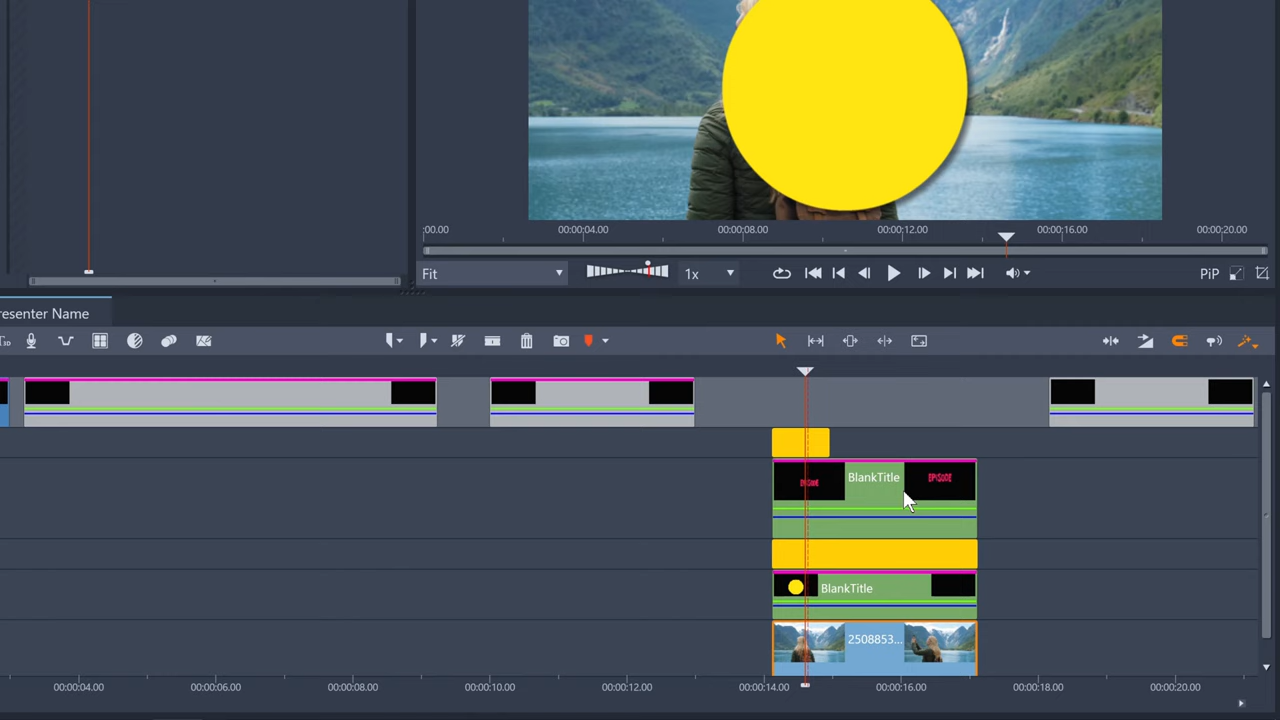 :00.00 00:00:04.00 00:00:08.00 00:00:12.00 00:00:16.00 00:00:20.00
Fit 1x PiP
resenter Name
3D
EPISODE BlankTitle EPISODE
BlankTitle
2508853...
00:00:04.00 00:00:06.00 00:00:08.00 00:00:10.00 00:00:12.00 00:00:14.00 00:00:16.00 00:00:18.00 00:00:20.00